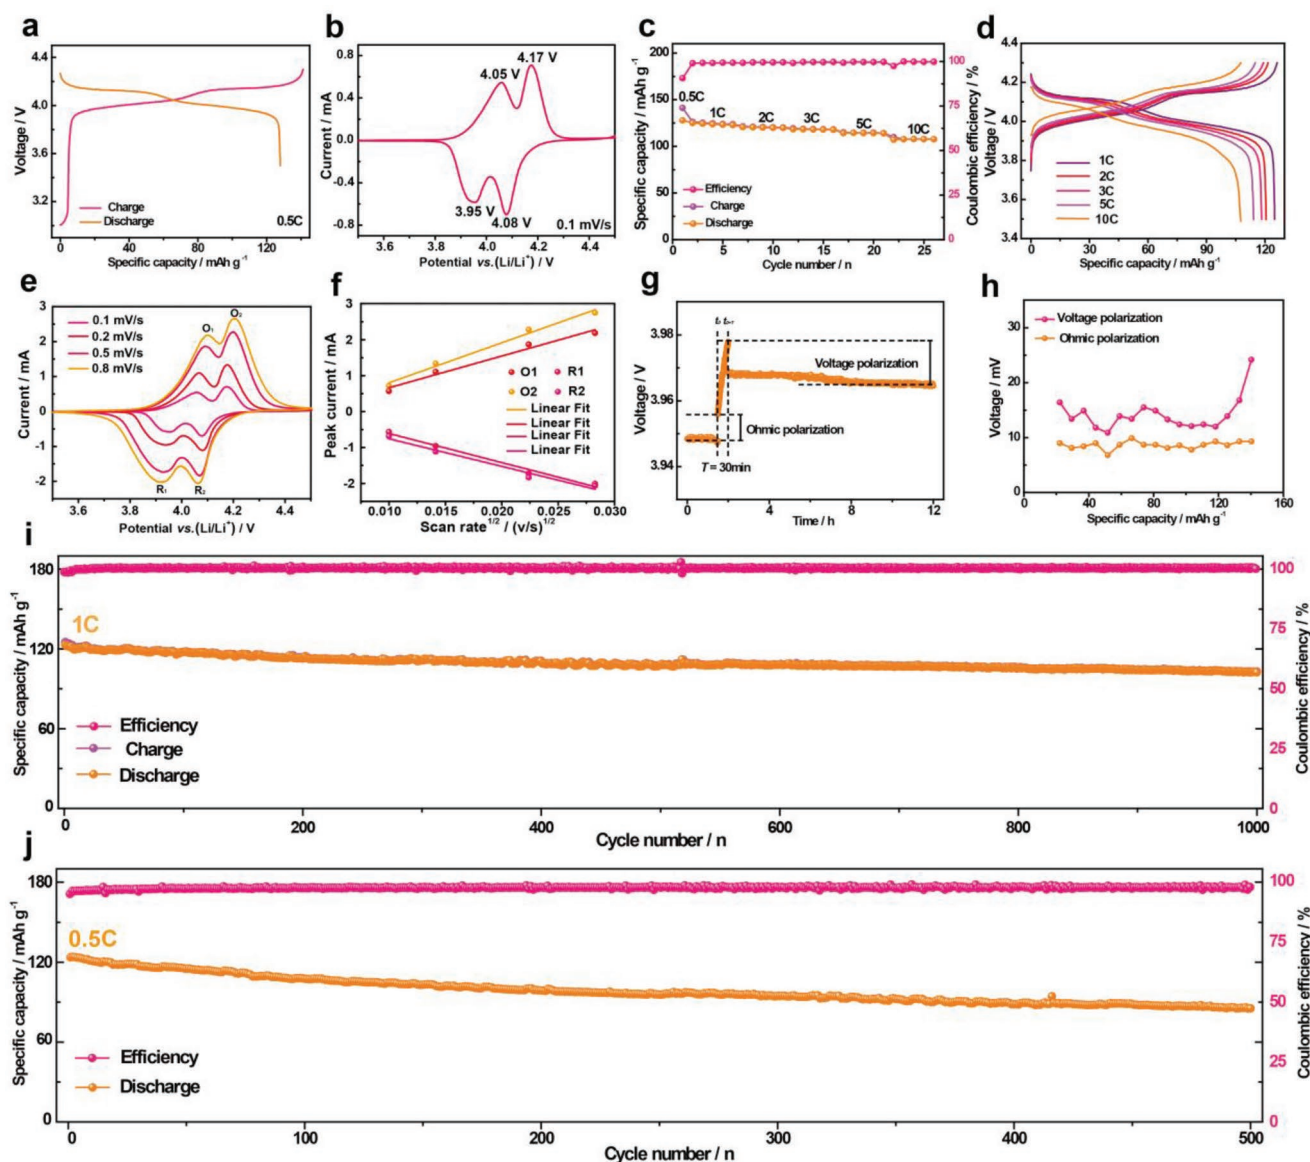 a
4.4
4.0
3.6
3.2
Voltage / V
Charge
Discharge
0.5C
0 40 80 120
Specific capacity / mAh g⁻¹
b
0.8
0.4
0.0
-0.4
-0.8
Current / mA
4.05 V
4.17 V
3.95 V
4.08 V
0.1 mV/s
3.6 3.8 4.0 4.2 4.4
Potential vs.(Li/Li⁺) / V
c
200
150
100
50
0
Specific capacity / mAh g⁻¹
0.5C
1C
2C
3C
5C
10C
Efficiency
Charge
Discharge
100
75
50
25
0
Coulombic efficiency / %
0 5 10 15 20 25
Cycle number / n
d
4.4
4.2
4.0
3.8
3.6
3.4
Voltage / V
1C
2C
3C
5C
10C
0 30 60 90 120
Specific capacity / mAh g⁻¹
e
3
2
1
0
-1
-2
Current / mA
0.1 mV/s
0.2 mV/s
0.5 mV/s
0.8 mV/s
O₁
O₂
R₁
R₂
3.6 3.8 4.0 4.2 4.4
Potential vs.(Li/Li⁺) / V
f
3
2
1
0
-1
-2
Peak current / mA
O1 R1
O2 R2
Linear Fit
Linear Fit
Linear Fit
Linear Fit
0.010 0.015 0.020 0.025 0.030
Scan rate¹ᐟ² / (v/s)¹ᐟ²
g
3.98
3.96
3.94
Voltage / V
Voltage polarization
Ohmic polarization
T = 30min
0 4 8 12
Time / h
h
30
20
10
0
Voltage / mV
Voltage polarization
Ohmic polarization
0 40 80 120 160
Specific capacity / mAh g⁻¹
i
180
120
60
0
Specific capacity / mAh g⁻¹
1C
Efficiency
Charge
Discharge
100
75
50
25
0
Coulombic efficiency / %
0 200 400 600 800 1000
Cycle number / n
j
180
120
60
0
Specific capacity / mAh g⁻¹
0.5C
Efficiency
Discharge
100
75
50
25
0
Coulombic efficiency / %
0 100 200 300 400 500
Cycle number / n